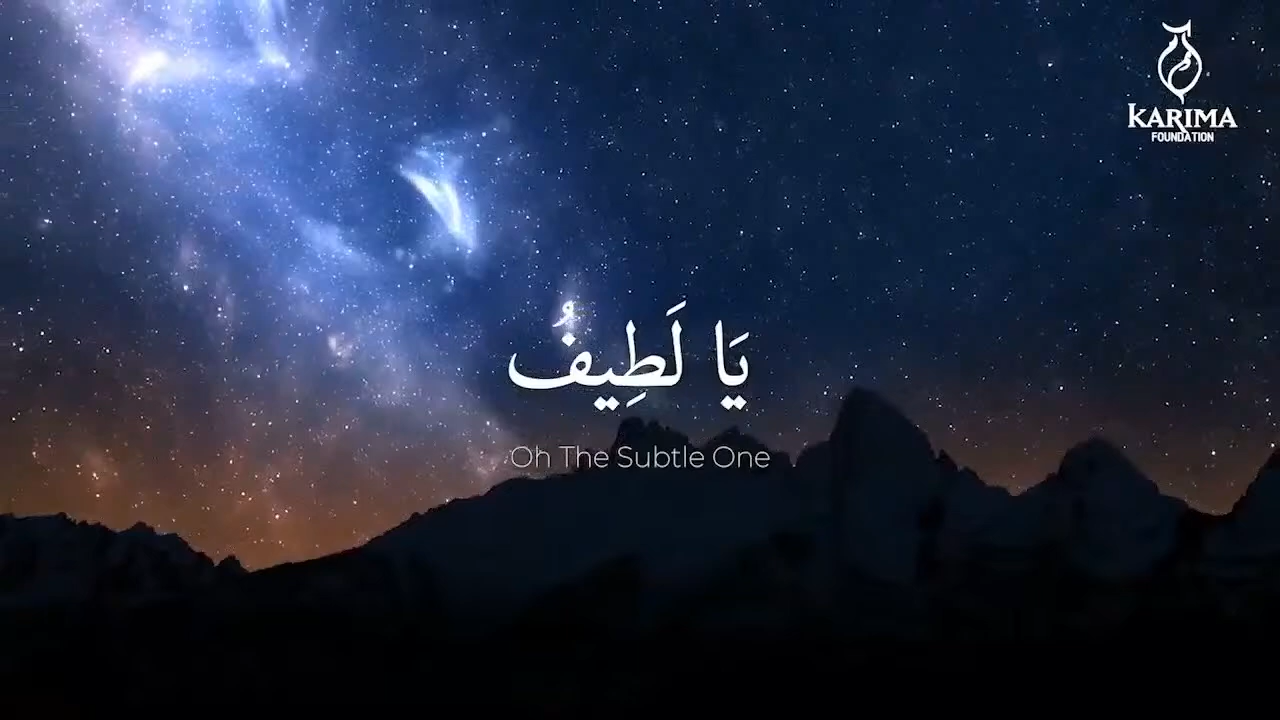 KARIMA
FOUNDATION
يَا لَطِيفُ
Oh The Subtle One